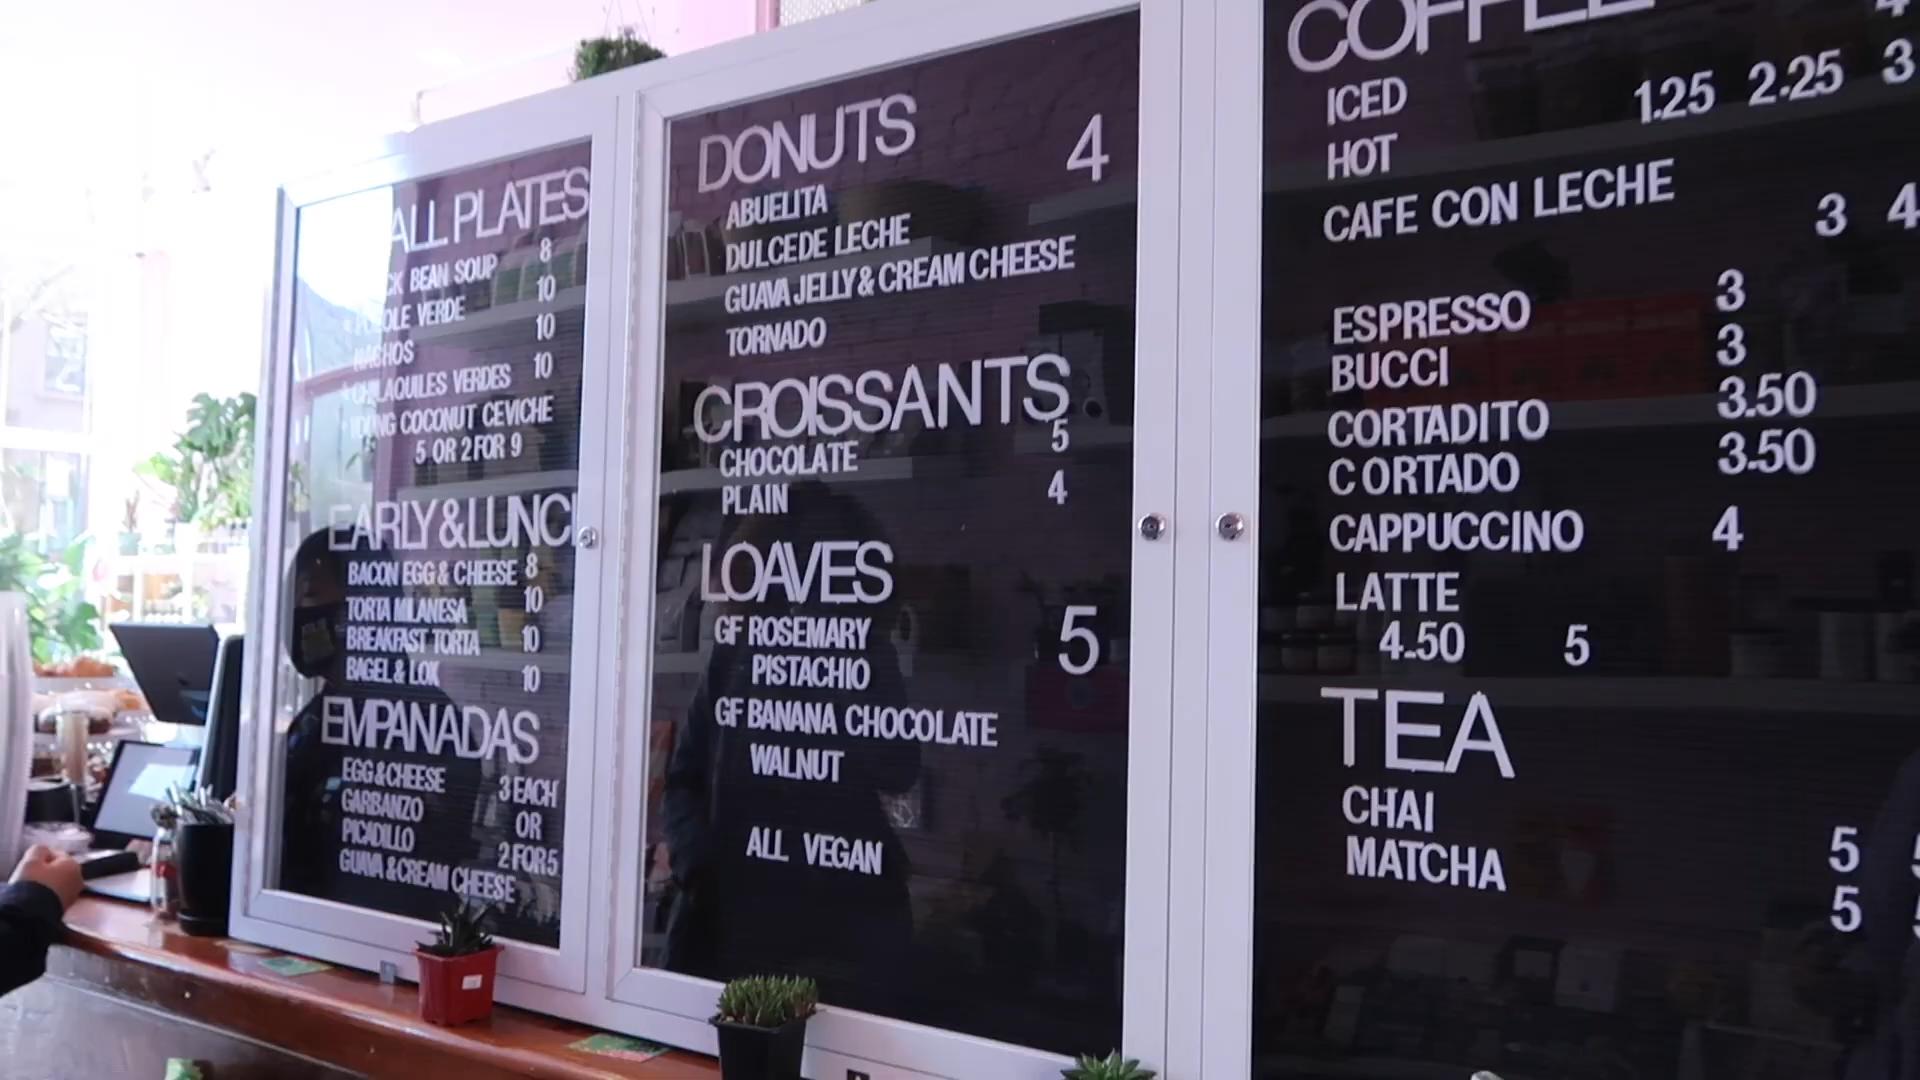 ALL PLATES
CK BEAN SOUP 8
POZOLE VERDE 10
NACHOS 10
CHILAQUILES VERDES 10
YOUNG COCONUT CEVICHE
5 OR 2 FOR 9
EARLY & LUNC
BACON EGG & CHEESE 8
TORTA MILANESA 10
BREAKFAST TORTA 10
BAGEL & LOX 10
EMPANADAS
EGG & CHEESE 3 EACH
GARBANZO OR
PICADILLO 2 FOR 5
GUAVA & CREAM CHEESE
DONUTS 4
ABUELITA
DULCE DE LECHE
GUAVA JELLY & CREAM CHEESE
TORNADO
CROISSANTS
CHOCOLATE 5
PLAIN 4
LOAVES
GF ROSEMARY 5
PISTACHIO
GF BANANA CHOCOLATE
WALNUT
ALL VEGAN
COFFEE 4
ICED
HOT 1.25 2.25 3
CAFE CON LECHE
3 4
ESPRESSO 3
BUCCI 3
CORTADITO 3.50
CORTADO 3.50
CAPPUCCINO 4
LATTE
4.50 5
TEA
CHAI 5
MATCHA 5